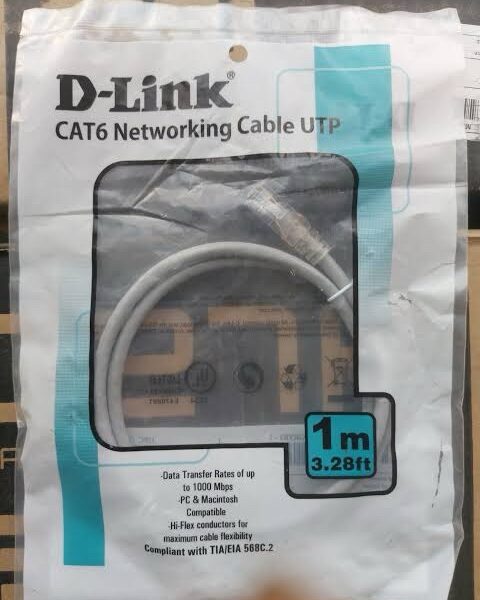 D-Link®
CAT6 Networking Cable UTP
1m
3.28ft
·Data Transfer Rates of up
to 1000 Mbps
·PC & Macintosh
Compatible
·Hi-Flex conductors for
maximum cable flexibility
Compliant with TIA/EIA 568C.2